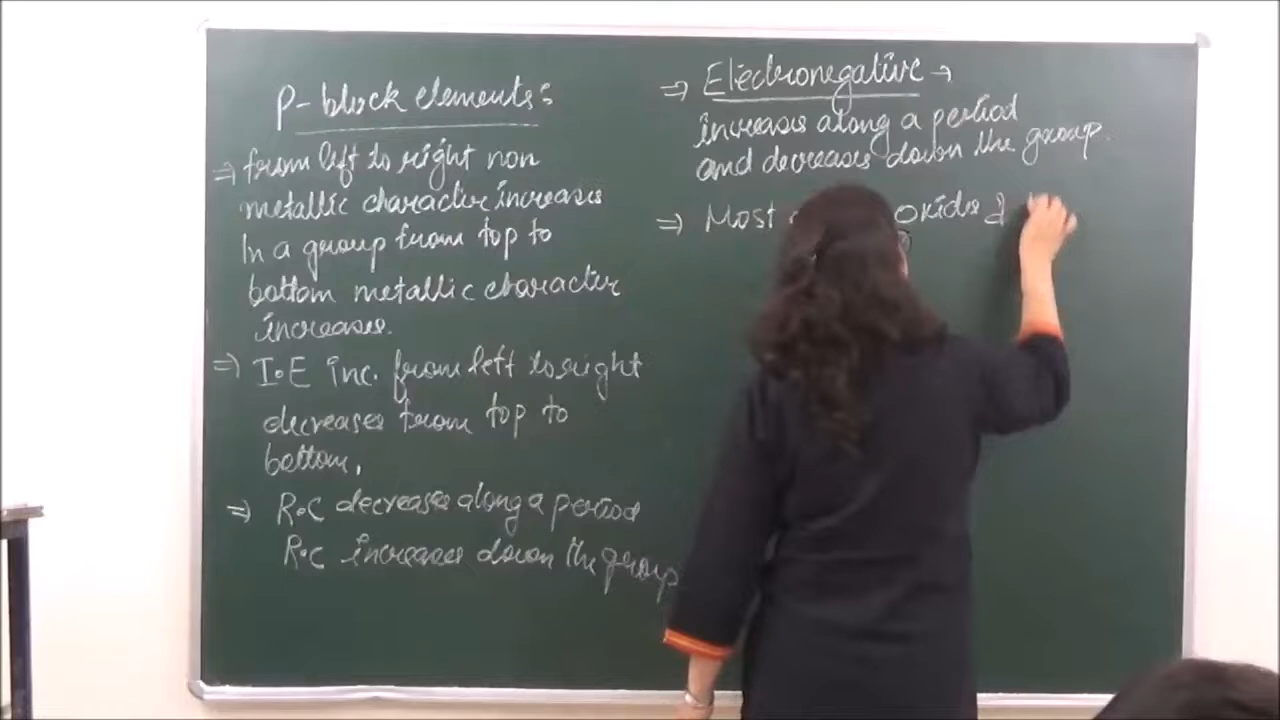 P-block elements:
⇒ from left to right non
metallic character increases
In a group from top to
bottom metallic character
increases.
⇒ I.E inc. from left to right
decreases from top to
bottom.
⇒ R.C decreases along a period
R.C increases down the group
⇒ Electronegative →
increases along a period
and decreases down the group.
⇒ Most oxides